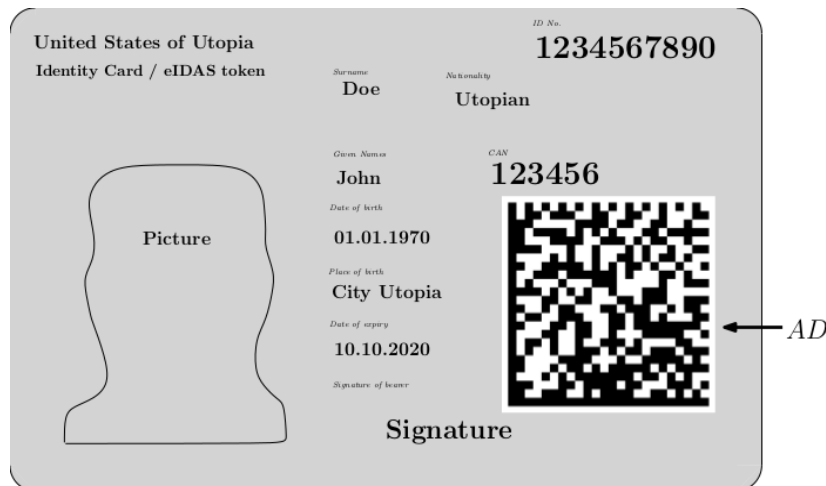 United States of Utopia
Identity Card / eIDAS token
ID No.
1234567890
Surname
Doe
Nationality
Utopian
Given Names
John
CAN
123456
Picture
Date of birth
01.01.1970
Place of birth
City Utopia
Date of expiry
10.10.2020
Signature of bearer
Signature
AD